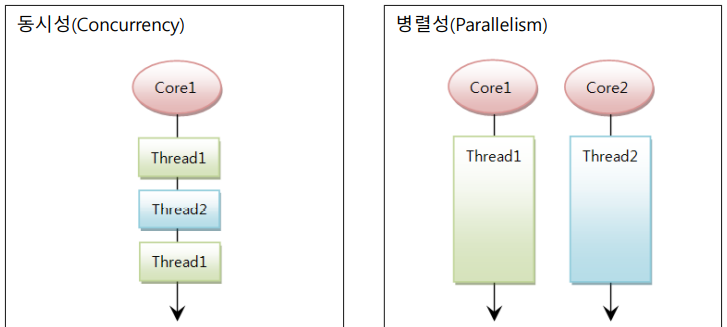 동시성(Concurrency)
Core1
Thread1
Thread2
Thread1
병렬성(Parallelism)
Core1
Core2
Thread1
Thread2